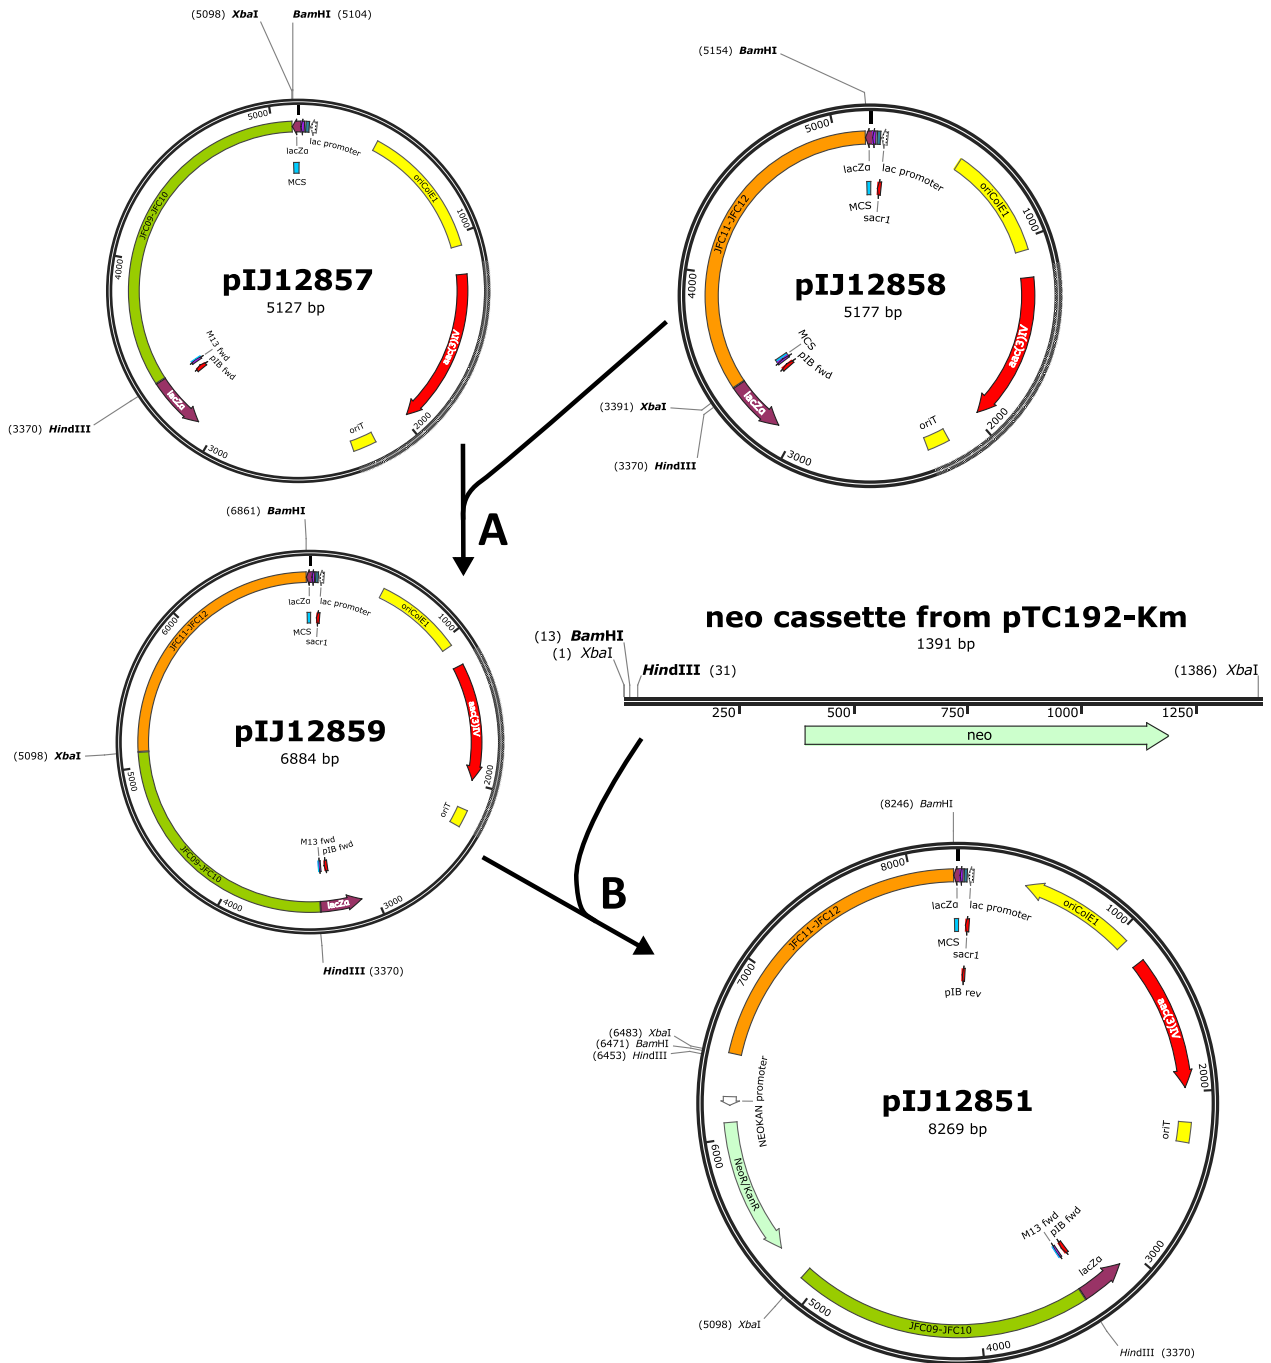 (5098) XbaI
BamHI (5104)
5000
lac promoter
lacZα
MCS
oriColE1
1000
JFC09-JFC10
4000
pIJ12857
5127 bp
aac(3)IV
M13 fwd
pIB fwd
lacZα
oriT
2000
3000
(3370) HindIII
(5154) BamHI
5000
lacZα
lac promoter
MCS
sacr1
oriColE1
1000
JFC11-JFC12
4000
pIJ12858
5177 bp
aac(3)IV
MCS
pIB fwd
lacZα
oriT
2000
3000
(3391) XbaI
(3370) HindIII
A
(6861) BamHI
6000
lacZα
lac promoter
MCS
sacr1
oriColE1
1000
JFC11-JFC12
pIJ12859
6884 bp
aac(3)IV
2000
(5098) XbaI
5000
oriT
M13 fwd
pIB fwd
JFC09-JFC10
lacZα
4000
3000
HindIII (3370)
neo cassette from pTC192-Km
1391 bp
(13) BamHI
(1) XbaI
HindIII (31)
(1386) XbaI
250
500
750
1000
1250
neo
B
(8246) BamHI
8000
lacZα
lac promoter
MCS
sacr1
pIB rev
oriColE1
1000
JFC11-JFC12
7000
aac(3)IV
(6483) XbaI
(6471) BamHI
(6453) HindIII
NEOKAN promoter
pIJ12851
8269 bp
2000
oriT
6000
NeoR/KanR
M13 fwd
pIB fwd
lacZα
3000
5000
JFC09-JFC10
(5098) XbaI
4000
HindIII (3370)